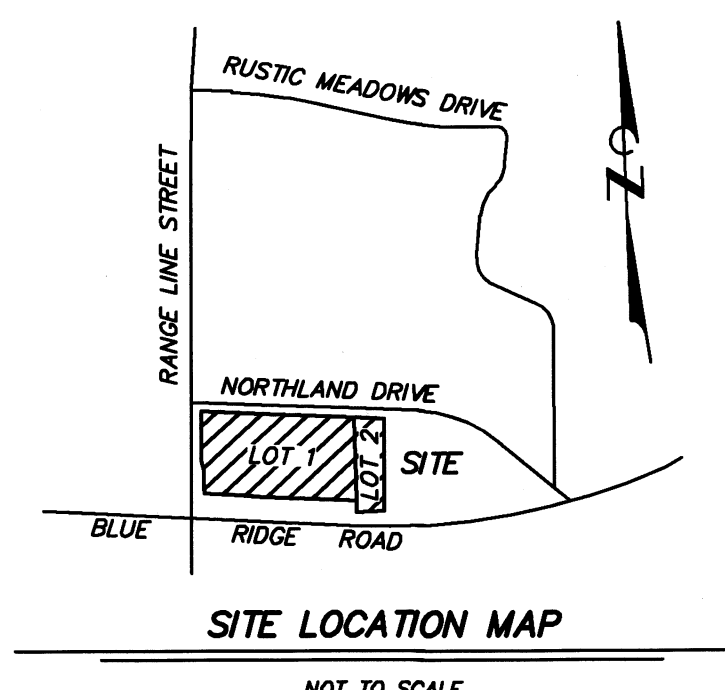 RUSTIC MEADOWS DRIVE
N
RANGE LINE STREET
NORTHLAND DRIVE
LOT 1
LOT 2
SITE
BLUE RIDGE ROAD
SITE LOCATION MAP
NOT TO SCALE